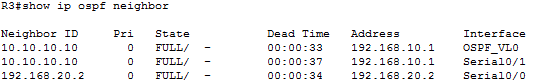 R3#show ip ospf neighbor
Neighbor ID     Pri   State           Dead Time   Address         Interface
10.10.10.10       0   FULL/  -        00:00:33    192.168.10.1    OSPF_VL0
10.10.10.10       0   FULL/  -        00:00:37    192.168.10.1    Serial0/1
192.168.20.2      0   FULL/  -        00:00:34    192.168.20.2    Serial0/0